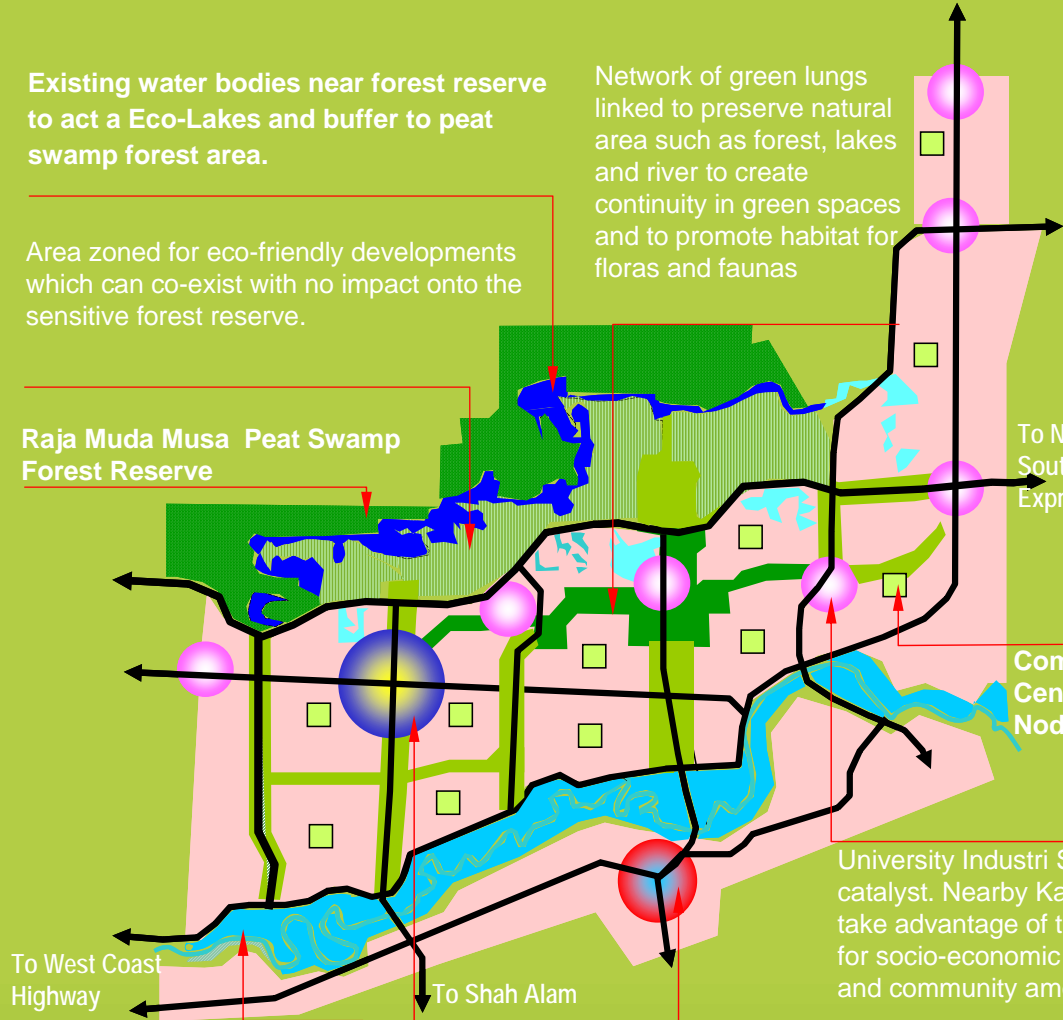 Existing water bodies near forest reserve
to act a Eco-Lakes and buffer to peat
swamp forest area.
Network of green lungs
linked to preserve natural
area such as forest, lakes
and river to create
continuity in green spaces
and to promote habitat for
floras and faunas
Area zoned for eco-friendly developments
which can co-exist with no impact onto the
sensitive forest reserve.
Raja Muda Musa Peat Swamp
Forest Reserve
To N
Sout
Expr
Com
Cen
Nod
University Industri S
catalyst. Nearby Ka
take advantage of t
for socio-economic
and community am
To West Coast
Highway
To Shah Alam